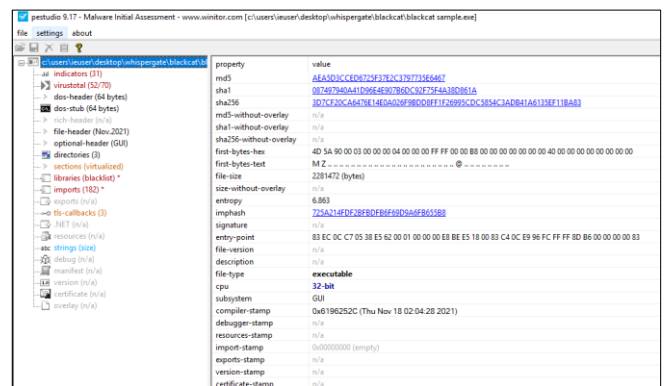 pestudio 9.17 - Malware Initial Assessment - www.winitor.com [c:\users\ieuser\desktop\whispergate\blackcat\blackcat sample.exe]
file settings about
c:\users\ieuser\desktop\whispergate\blackcat\bl
indicators (31)
virustotal (52/70)
dos-header (64 bytes)
dos-stub (64 bytes)
rich-header (n/a)
file-header (Nov.2021)
optional-header (GUI)
directories (3)
sections (virtualized)
libraries (blacklist) *
imports (182) *
exports (n/a)
tls-callbacks (3)
.NET (n/a)
resources (n/a)
abc strings (size)
debug (n/a)
manifest (n/a)
version (n/a)
certificate (n/a)
overlay (n/a)
property value
md5 AEA5D3CCED6725F37E2C3797735E6467
sha1 087497940A41D96E4E907B6DC92F75F4A38D861A
sha256 3D7CF20CA6476E14E0A026F9BDD8FF1F26995CDC5854C3ADB41A6135EF11BA83
md5-without-overlay n/a
sha1-without-overlay n/a
sha256-without-overlay n/a
first-bytes-hex 4D 5A 90 00 03 00 00 00 04 00 00 00 FF FF 00 00 B8 00 00 00 00 00 00 00 40 00 00 00 00 00 00 00
first-bytes-text M Z .. .. .. .. .. .. .. .. .. .. .. .. .. .. .. .. .. .. .. .. @ .. .. .. .. .. .. ..
file-size 2281472 (bytes)
size-without-overlay n/a
entropy 6.863
imphash 725A214FDF2BFBDFB6F69D9A6FB655B8
signature n/a
entry-point 83 EC 0C C7 05 38 E5 62 00 01 00 00 00 E8 BE E5 18 00 83 C4 0C E9 96 FC FF FF 8D B6 00 00 00 00 83
file-version n/a
description n/a
file-type executable
cpu 32-bit
subsystem GUI
compiler-stamp 0x6196252C (Thu Nov 18 02:04:28 2021)
debugger-stamp n/a
resources-stamp n/a
import-stamp 0x00000000 (empty)
exports-stamp n/a
version-stamp n/a
certificate-stamp n/a